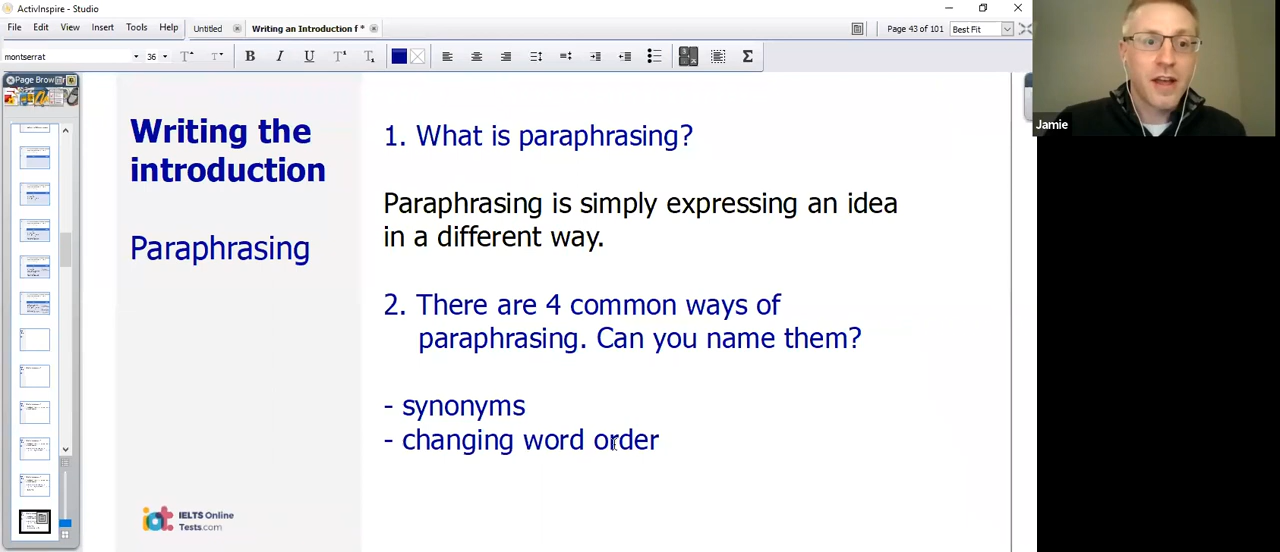 ActivInspire - Studio
File Edit View Insert Tools Help
Untitled
Writing an Introduction f *
Page 43 of 101
Best Fit
montserrat
36
B I U T T
Page Brow
Writing the
introduction
Paraphrasing
1. What is paraphrasing?
Paraphrasing is simply expressing an idea
in a different way.
2. There are 4 common ways of
paraphrasing. Can you name them?
- synonyms
- changing word order
iot IELTS Online
Tests.com
Jamie